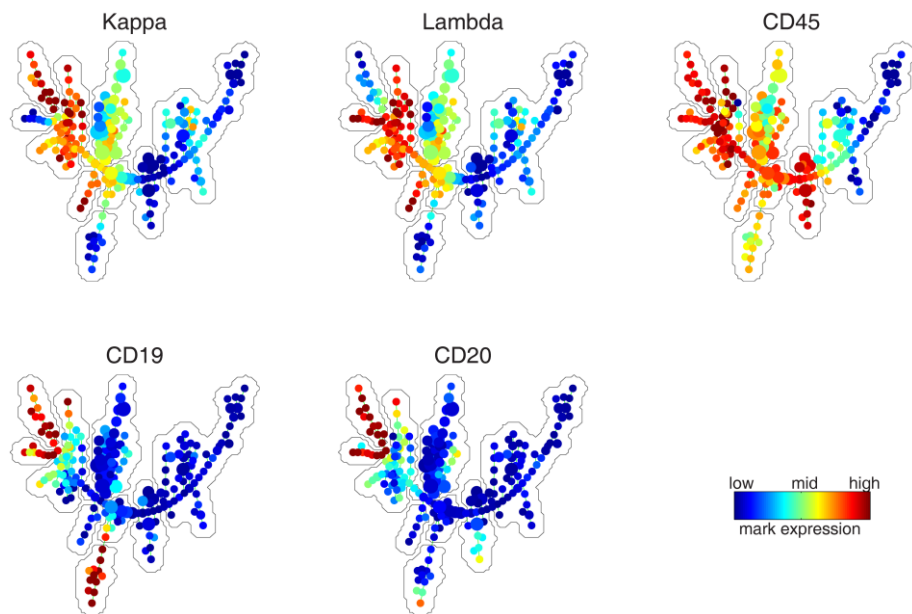 Kappa
Lambda
CD45
CD19
CD20
low mid high
mark expression